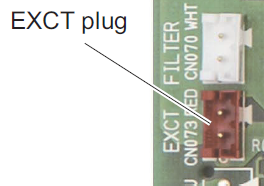 EXCT plug
FILTER
CN070 WHT
EXCT
CN073 RED